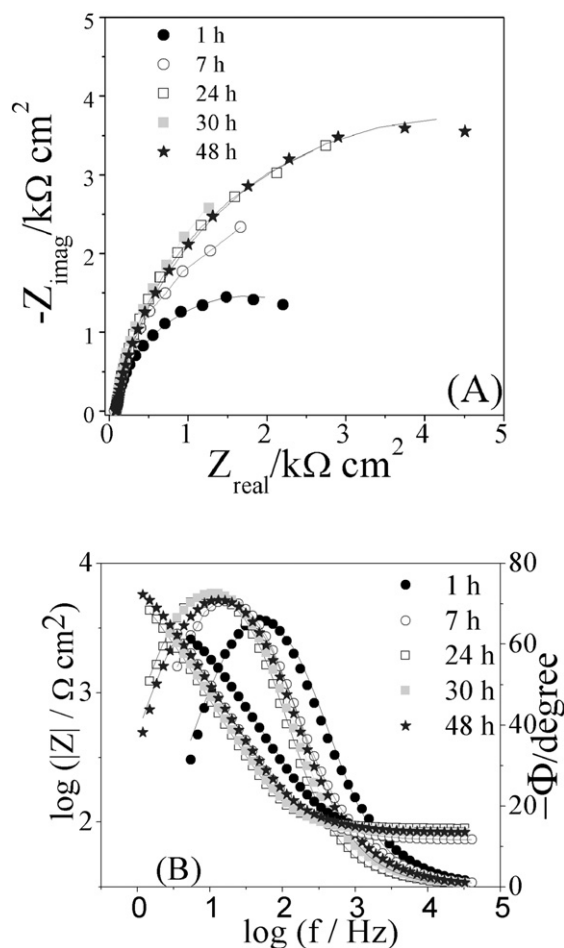 5
4
3
2
1
0
-Z_imag/kΩ cm²
1 h
7 h
24 h
30 h
48 h
(A)
0 1 2 3 4 5
Z_real/kΩ cm²
4
3
2
log (|Z| / Ω cm²)
80
60
40
20
0
–Φ/degree
1 h
7 h
24 h
30 h
48 h
(B)
0 1 2 3 4 5
log (f / Hz)